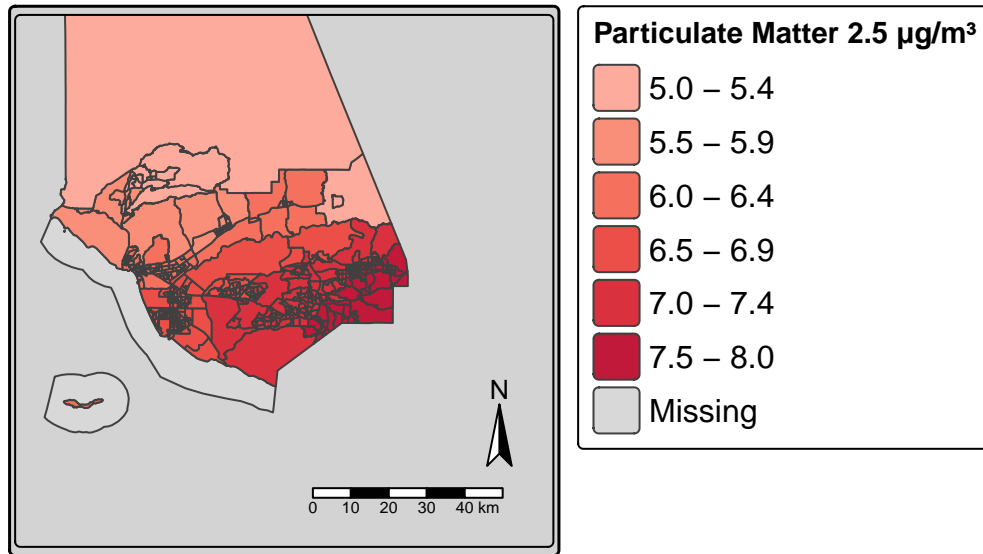 Particulate Matter 2.5 µg/m³
5.0 – 5.4
5.5 – 5.9
6.0 – 6.4
6.5 – 6.9
7.0 – 7.4
7.5 – 8.0
Missing
N
0 10 20 30 40 km